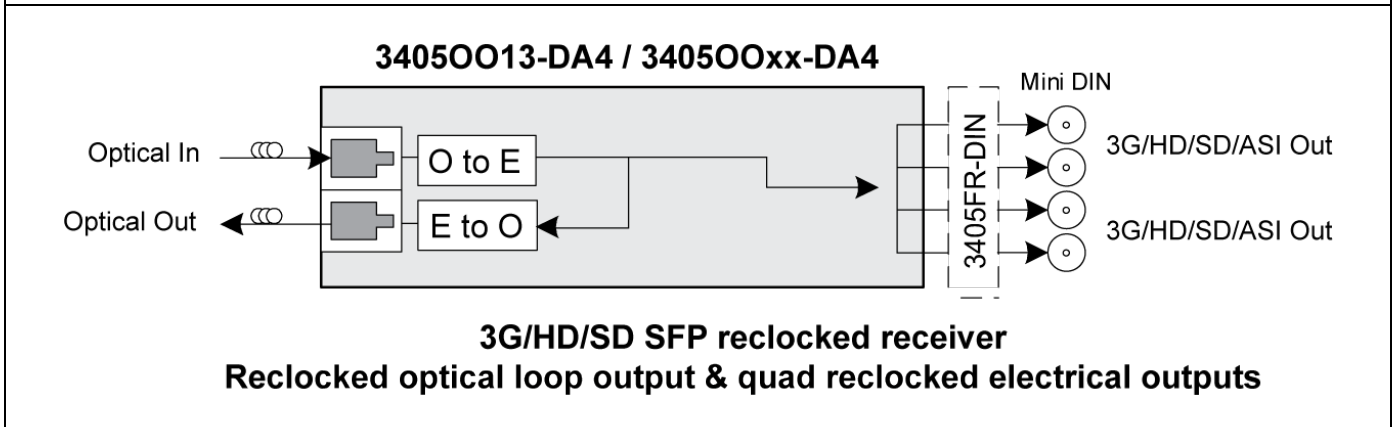 3405OO13-DA4 / 3405OOxx-DA4
Mini DIN
Optical In
O to E
3G/HD/SD/ASI Out
Optical Out
E to O
3405FR-DIN
3G/HD/SD/ASI Out
3G/HD/SD SFP reclocked receiver
Reclocked optical loop output & quad reclocked electrical outputs